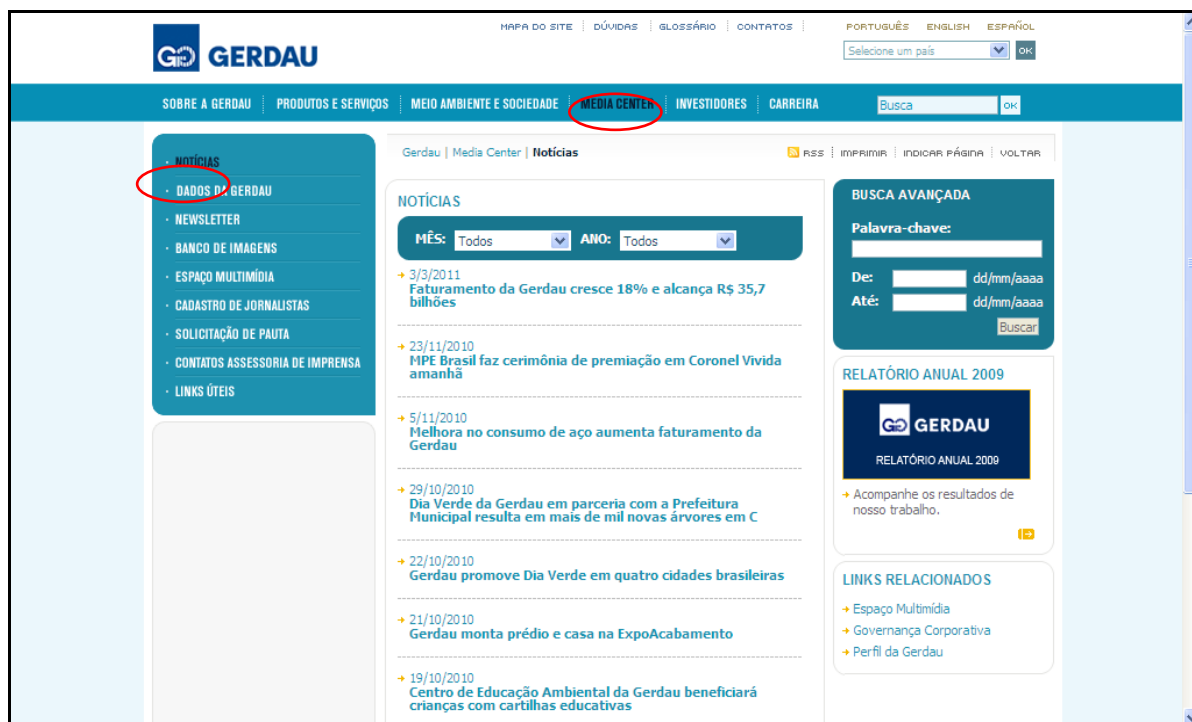 MAPA DO SITE DÚVIDAS GLOSSÁRIO CONTATOS PORTUGUÊS ENGLISH ESPAÑOL
GERDAU
Selecione um país OK
SOBRE A GERDAU PRODUTOS E SERVIÇOS MEIO AMBIENTE E SOCIEDADE MEDIA CENTER INVESTIDORES CARREIRA Busca OK
· NOTÍCIAS
· DADOS DA GERDAU
· NEWSLETTER
· BANCO DE IMAGENS
· ESPAÇO MULTIMÍDIA
· CADASTRO DE JORNALISTAS
· SOLICITAÇÃO DE PAUTA
· CONTATOS ASSESSORIA DE IMPRENSA
· LINKS ÚTEIS
Gerdau | Media Center | Notícias
RSS IMPRIMIR INDICAR PÁGINA VOLTAR
NOTÍCIAS
MÊS: Todos ANO: Todos
3/3/2011
Faturamento da Gerdau cresce 18% e alcança R$ 35,7
bilhões
23/11/2010
MPE Brasil faz cerimônia de premiação em Coronel Vivida
amanhã
5/11/2010
Melhora no consumo de aço aumenta faturamento da
Gerdau
29/10/2010
Dia Verde da Gerdau em parceria com a Prefeitura
Municipal resulta em mais de mil novas árvores em C
22/10/2010
Gerdau promove Dia Verde em quatro cidades brasileiras
21/10/2010
Gerdau monta prédio e casa na ExpoAcabamento
19/10/2010
Centro de Educação Ambiental da Gerdau beneficiará
crianças com cartilhas educativas
BUSCA AVANÇADA
Palavra-chave:
De: dd/mm/aaaa
Até: dd/mm/aaaa
Buscar
RELATÓRIO ANUAL 2009
GERDAU
RELATÓRIO ANUAL 2009
Acompanhe os resultados de
nosso trabalho.
LINKS RELACIONADOS
Espaço Multimídia
Governança Corporativa
Perfil da Gerdau